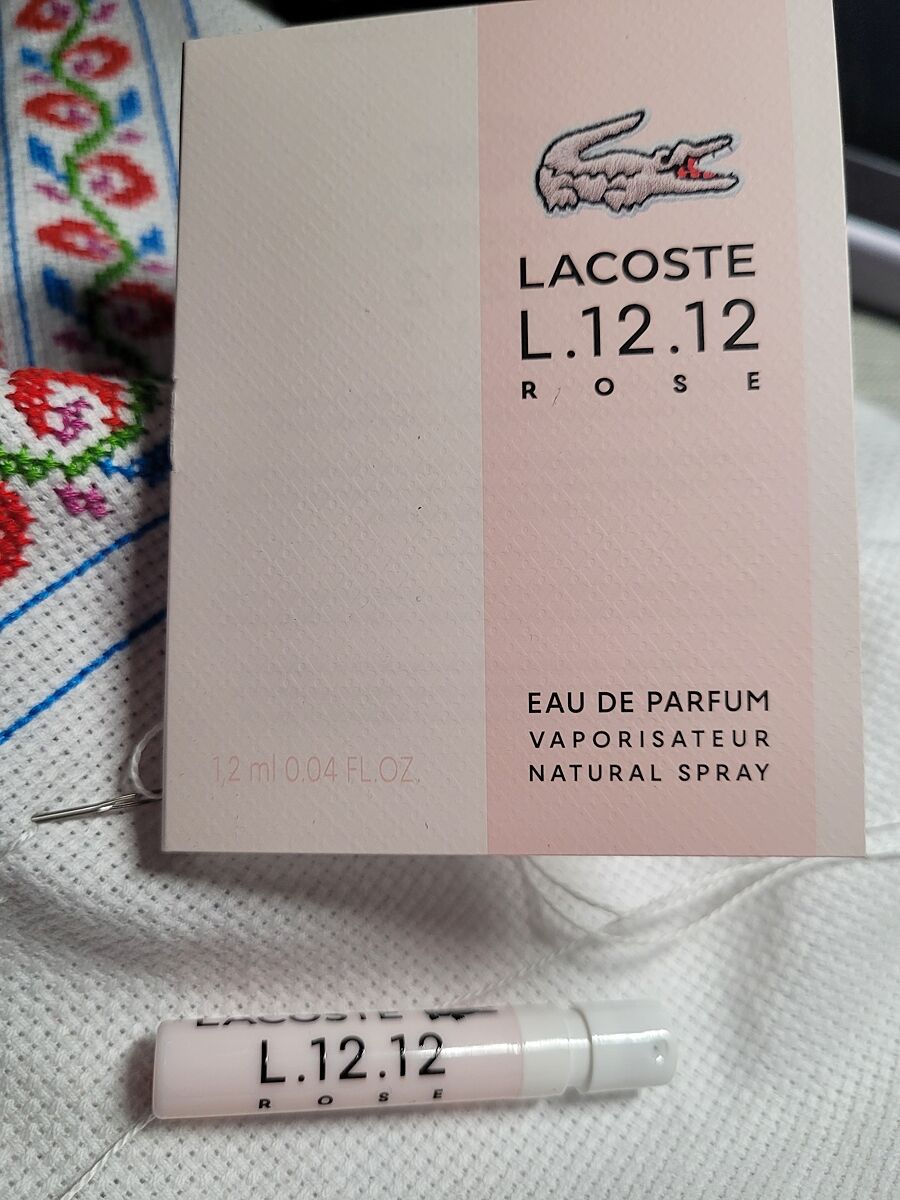 LACOSTE
L.12.12
ROSE
EAU DE PARFUM
VAPORISATEUR
NATURAL SPRAY
1,2 ml 0.04 FL.OZ.
LACOSTE
L.12.12
ROSE